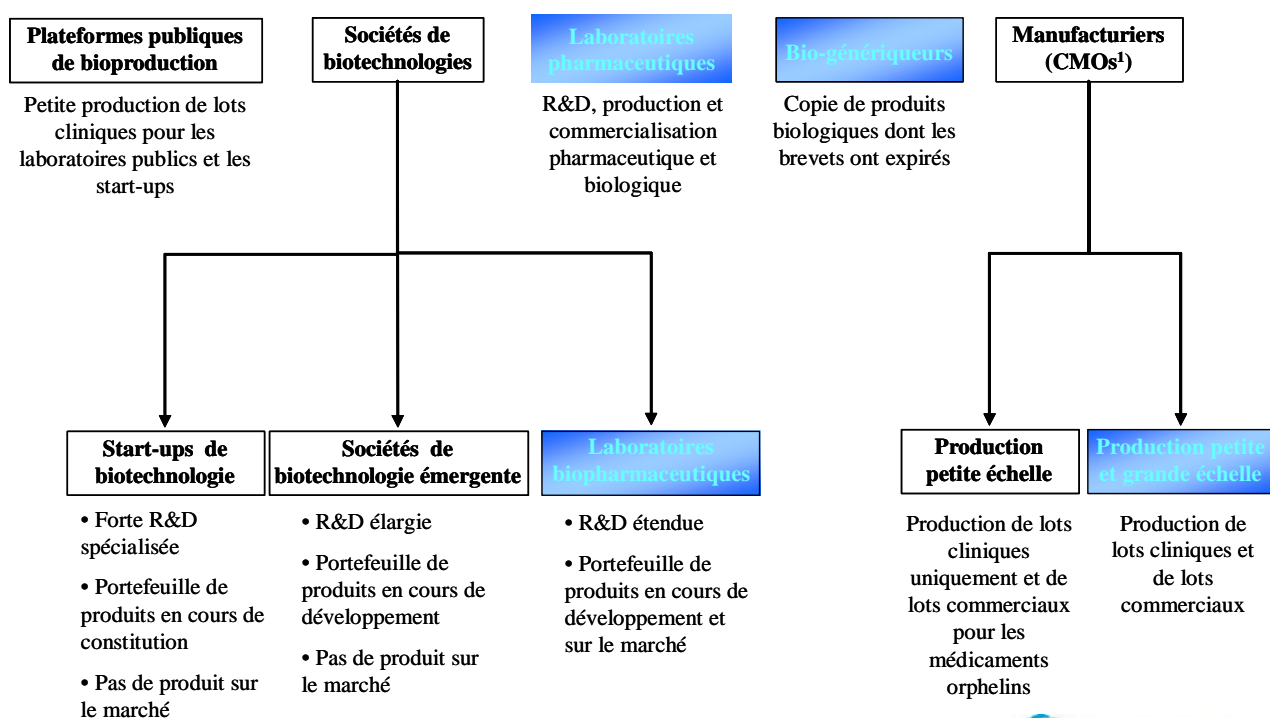 Plateformes publiques
de bioproduction
Petite production de lots
cliniques pour les
laboratoires publics et les
start-ups
Sociétés de
biotechnologies
Laboratoires
pharmaceutiques
R&D, production et
commercialisation
pharmaceutique et
biologique
Bio-génériqueurs
Copie de produits
biologiques dont les
brevets ont expirés
Manufacturiers
(CMOs¹)
Start-ups de
biotechnologie
• Forte R&D
spécialisée
• Portefeuille de
produits en cours de
constitution
• Pas de produit sur
le marché
Sociétés de
biotechnologie émergente
• R&D élargie
• Portefeuille de
produits en cours de
développement
• Pas de produit sur
le marché
Laboratoires
biopharmaceutiques
• R&D étendue
• Portefeuille de
produits en cours de
développement et
sur le marché
Production
petite échelle
Production de lots
cliniques
uniquement et de
lots commerciaux
pour les
médicaments
orphelins
Production petite
et grande échelle
Production de
lots cliniques et
de lots
commerciaux